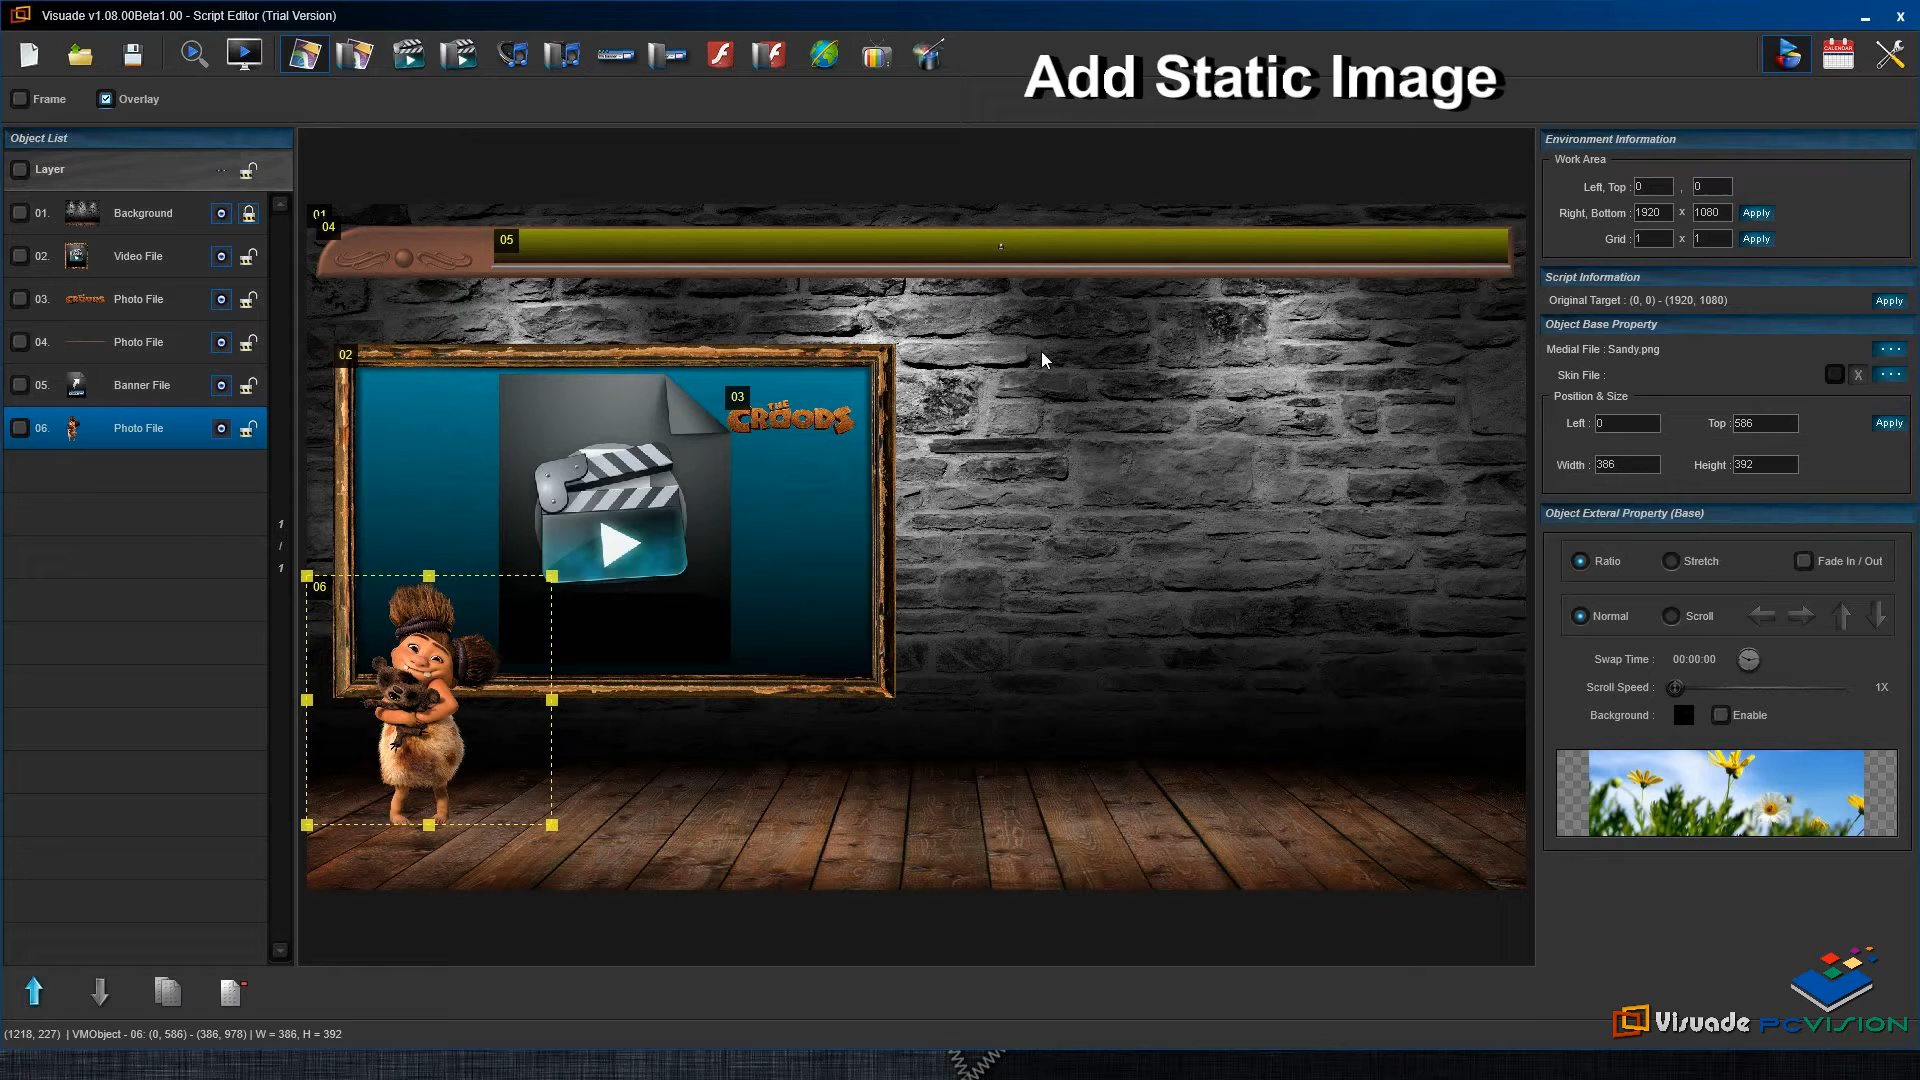 Visuade v1.08.00Beta1.00 - Script Editor (Trial Version)
X
CALENDAR
Add Static Image
Frame
Overlay
Object List
Layer
01. Background
02. Video File
03. Photo File
04. Photo File
05. Banner File
06. Photo File
1
/
1
01
04
05
02
03
THE CROODS
06
Environment Information
Work Area
Left, Top : 0 , 0
Right, Bottom : 1920 x 1080 Apply
Grid : 1 x 1 Apply
Script Information
Original Target : (0, 0) - (1920, 1080) Apply
Object Base Property
Medial File : Sandy.png
Skin File : X
Position & Size
Left : 0 Top : 586 Apply
Width : 386 Height : 392
Object Exteral Property (Base)
Ratio Stretch Fade In / Out
Normal Scroll
Swap Time : 00:00:00
Scroll Speed : 1X
Background : Enable
(1218, 227) | VMObject - 06: (0, 586) - (386, 978) | W = 386, H = 392
Visuade PCVISION